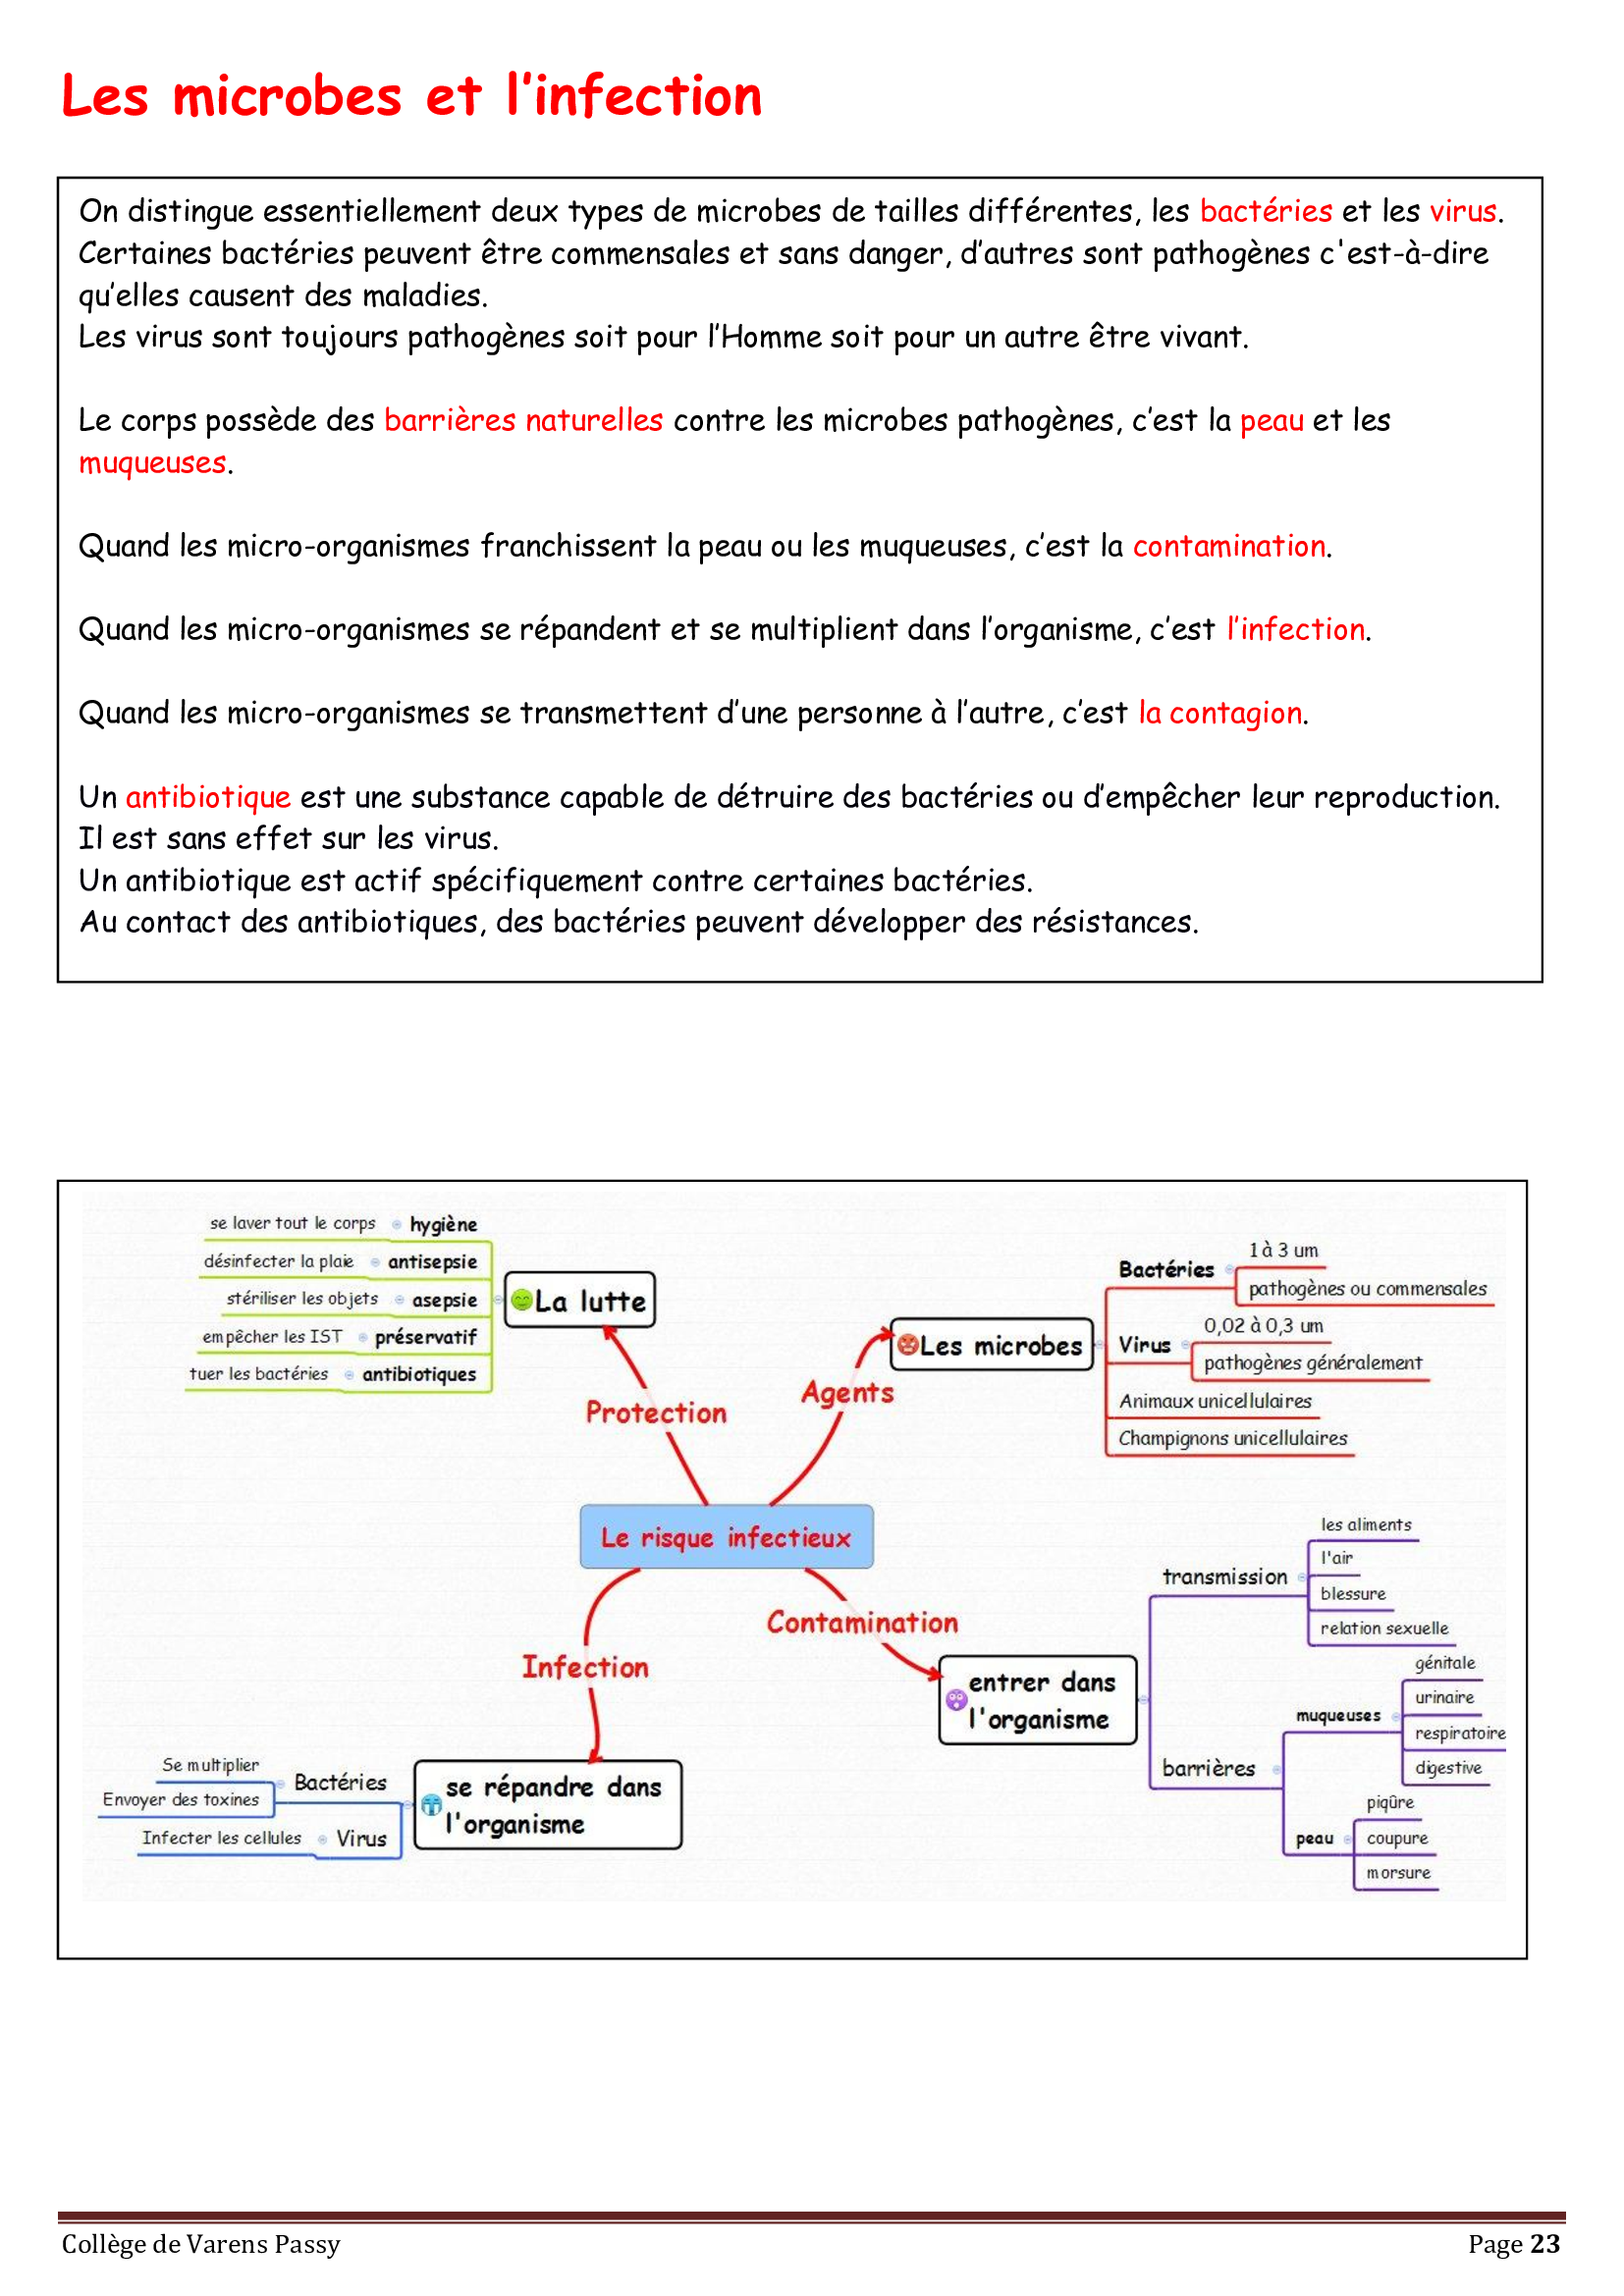 Les microbes et l’infection
On distingue essentiellement deux types de microbes de tailles différentes, les bactéries et les virus.
Certaines bactéries peuvent être commensales et sans danger, d’autres sont pathogènes c'est-à-dire
qu’elles causent des maladies.
Les virus sont toujours pathogènes soit pour l’Homme soit pour un autre être vivant.
Le corps possède des barrières naturelles contre les microbes pathogènes, c’est la peau et les
muqueuses.
Quand les micro-organismes franchissent la peau ou les muqueuses, c’est la contamination.
Quand les micro-organismes se répandent et se multiplient dans l’organisme, c’est l’infection.
Quand les micro-organismes se transmettent d’une personne à l’autre, c’est la contagion.
Un antibiotique est une substance capable de détruire des bactéries ou d’empêcher leur reproduction.
Il est sans effet sur les virus.
Un antibiotique est actif spécifiquement contre certaines bactéries.
Au contact des antibiotiques, des bactéries peuvent développer des résistances.
se laver tout le corps hygiène
désinfecter la plaie antisepsie
stériliser les objets asepsie
empêcher les IST préservatif
tuer les bactéries antibiotiques
La lutte
Protection
Agents
Les microbes
Bactéries
1 à 3 um
pathogènes ou commensales
Virus
0,02 à 0,3 um
pathogènes généralement
Animaux unicellulaires
Champignons unicellulaires
Le risque infectieux
Contamination
entrer dans
l'organisme
transmission
les aliments
l'air
blessure
relation sexuelle
barrières
muqueuses
génitale
urinaire
respiratoire
digestive
peau
piqûre
coupure
morsure
Infection
se répandre dans
l'organisme
Bactéries
Se multiplier
Envoyer des toxines
Infecter les cellules Virus
Collège de Varens Passy Page 23